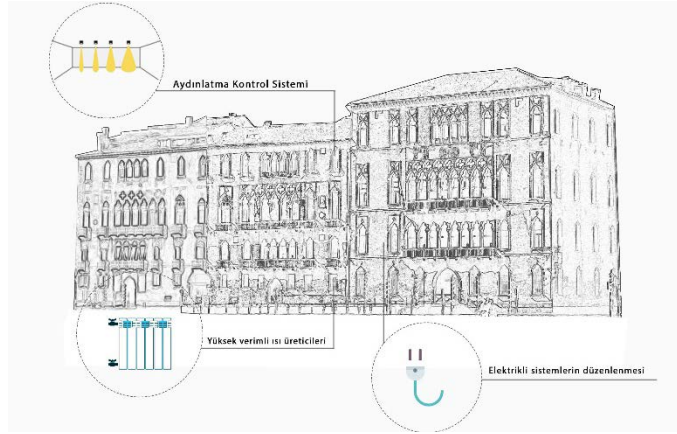 Aydınlatma Kontrol Sistemi
Yüksek verimli ısı üreticileri
Elektrikli sistemlerin düzenlenmesi